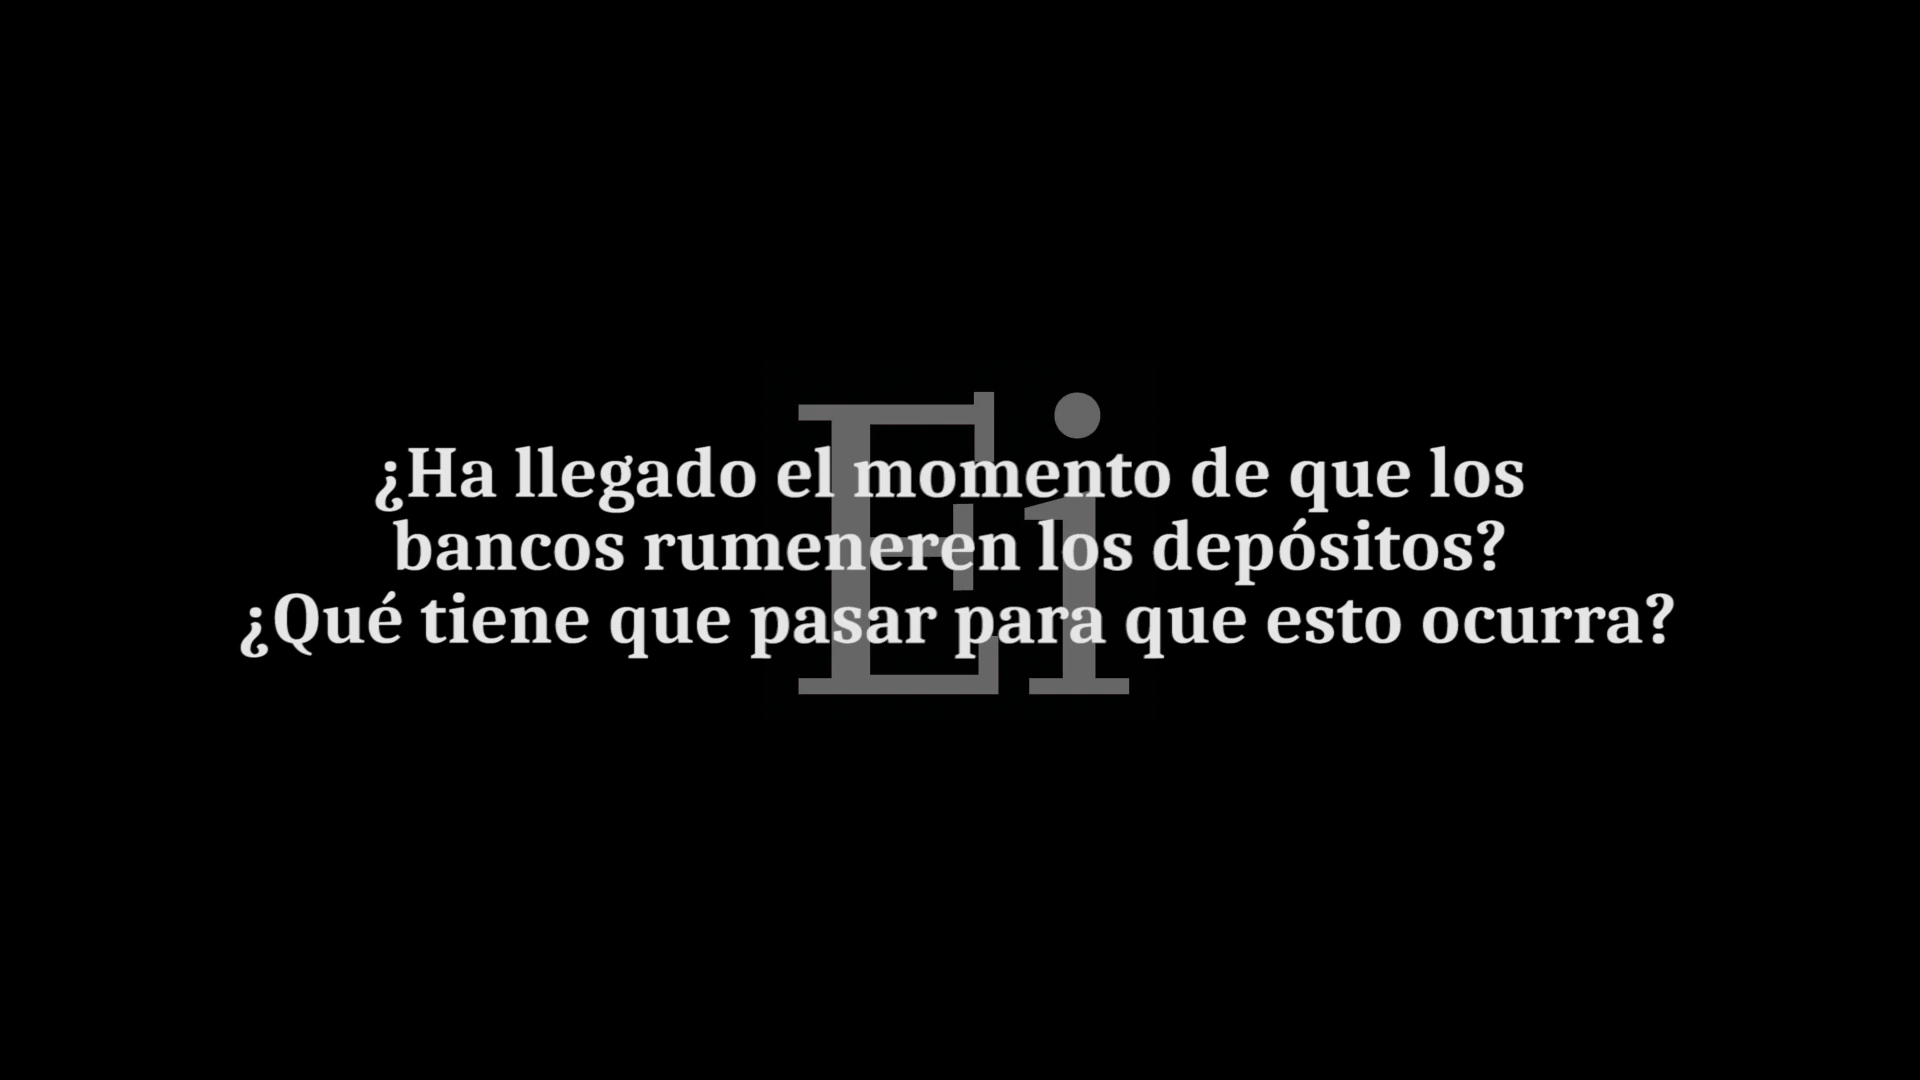 Ei
¿Ha llegado el momento de que los
bancos rumeneren los depósitos?
¿Qué tiene que pasar para que esto ocurra?